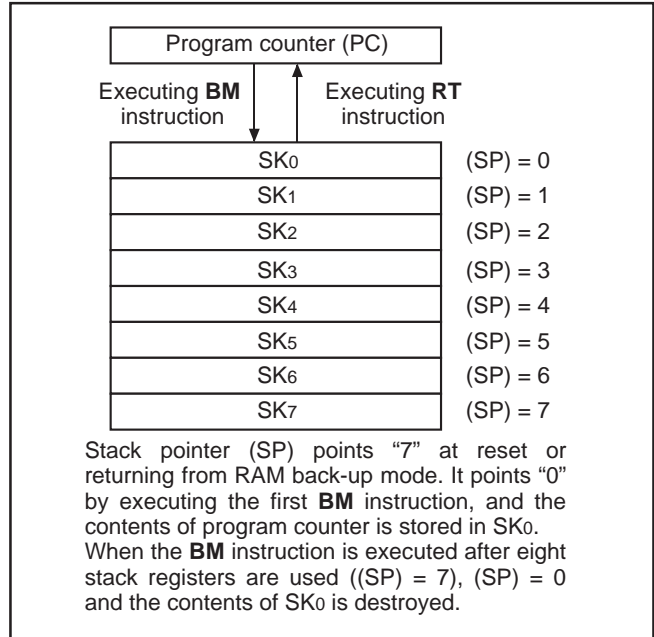 Program counter (PC)
Executing BM
instruction
Executing RT
instruction
SK0 (SP) = 0
SK1 (SP) = 1
SK2 (SP) = 2
SK3 (SP) = 3
SK4 (SP) = 4
SK5 (SP) = 5
SK6 (SP) = 6
SK7 (SP) = 7
Stack pointer (SP) points “7” at reset or
returning from RAM back-up mode. It points “0”
by executing the first BM instruction, and the
contents of program counter is stored in SK0.
When the BM instruction is executed after eight
stack registers are used ((SP) = 7), (SP) = 0
and the contents of SK0 is destroyed.